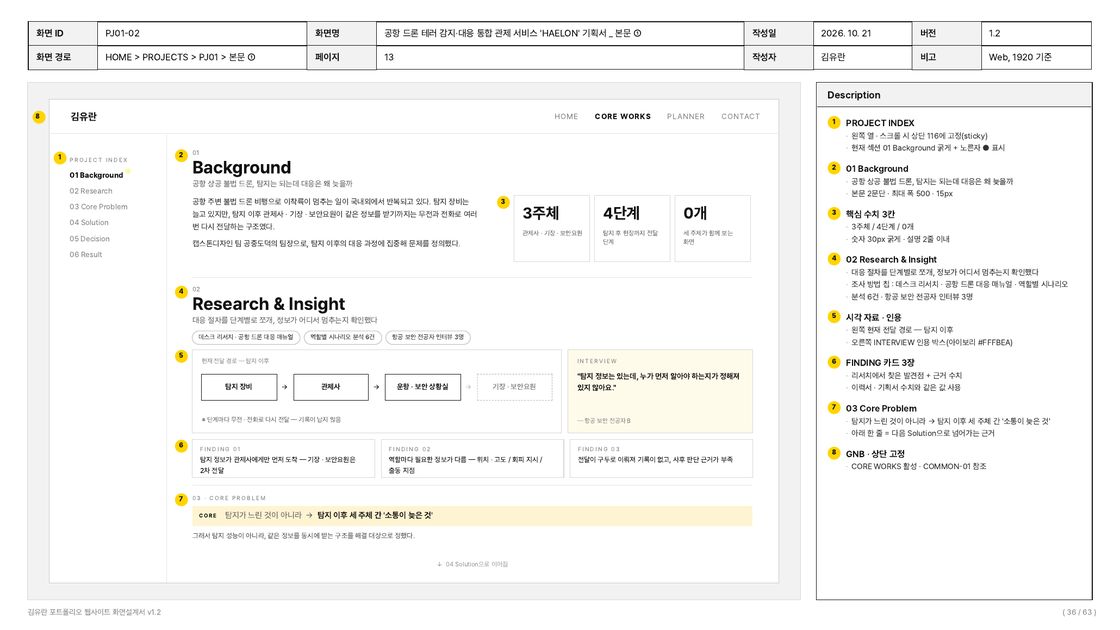 화면 ID PJ01-02 화면명 공항 드론 테러 감지·대응 통합 관제 서비스 'HAELON' 기획서 _ 본문 ① 작성일 2026. 10. 21 버전 1.2
화면 경로 HOME > PROJECTS > PJ01 > 본문 ① 페이지 13 작성자 김유란 비고 Web, 1920 기준
8
김유란
HOME CORE WORKS PLANNER CONTACT
1 PROJECT INDEX
01 Background
02 Research
03 Core Problem
04 Solution
05 Decision
06 Result
2 01
Background
공항 상공 불법 드론, 탐지는 되는데 대응은 왜 늦을까
공항 주변 불법 드론 비행으로 이착륙이 멈추는 일이 국내외에서 반복되고 있다. 탐지 장비는
늘고 있지만, 탐지 이후 관제사 · 기장 · 보안요원이 같은 정보를 받기까지는 무전과 전화로 여러
번 다시 전달하는 구조였다.
캡스톤디자인 팀 공중도덕의 팀장으로, 탐지 이후의 대응 과정에 집중해 문제를 정의했다.
3
3주체
관제사 · 기장 · 보안요원
4단계
탐지 후 현장까지 전달
단계
0개
세 주체가 함께 보는
화면
4 02
Research & Insight
대응 절차를 단계별로 쪼개, 정보가 어디서 멈추는지 확인했다
데스크 리서치 · 공항 드론 대응 매뉴얼
역할별 시나리오 분석 6건
항공 보안 전공자 인터뷰 3명
5
현재 전달 경로 — 탐지 이후
탐지 장비 → 관제사 → 운항 · 보안 상황실 → 기장 · 보안요원
※ 단계마다 무전 · 전화로 다시 전달 — 기록이 남지 않음
INTERVIEW
"탐지 정보는 있는데, 누가 먼저 알아야 하는지가 정해져
있지 않아요."
— 항공 보안 전공자 B
6
FINDING 01
탐지 정보가 관제사에게만 먼저 도착 — 기장 · 보안요원은
2차 전달
FINDING 02
역할마다 필요한 정보가 다름 — 위치 · 고도 / 회피 지시 /
출동 지점
FINDING 03
전달이 구두로 이뤄져 기록이 없고, 사후 판단 근거가 부족
7 03 · CORE PROBLEM
CORE 탐지가 느린 것이 아니라 → 탐지 이후 세 주체 간 '소통이 늦은 것'
그래서 탐지 성능이 아니라, 같은 정보를 동시에 받는 구조를 해결 대상으로 정했다.
↓ 04 Solution으로 이어짐
Description
1 PROJECT INDEX
· 왼쪽 열 · 스크롤 시 상단 116에 고정(sticky)
· 현재 섹션 01 Background 굵게 + 노른자 ● 표시
2 01 Background
· 공항 상공 불법 드론, 탐지는 되는데 대응은 왜 늦을까
· 본문 2문단 · 최대 폭 500 · 15px
3 핵심 수치 3칸
· 3주체 / 4단계 / 0개
· 숫자 30px 굵게 · 설명 2줄 이내
4 02 Research & Insight
· 대응 절차를 단계별로 쪼개, 정보가 어디서 멈추는지 확인했다
· 조사 방법 칩 : 데스크 리서치 · 공항 드론 대응 매뉴얼 · 역할별 시나리오
· 분석 6건 · 항공 보안 전공자 인터뷰 3명
5 시각 자료 · 인용
· 왼쪽 현재 전달 경로 — 탐지 이후
· 오른쪽 INTERVIEW 인용 박스(아이보리 #FFFBEA)
6 FINDING 카드 3장
· 리서치에서 찾은 발견점 + 근거 수치
· 이력서 · 기획서 수치와 같은 값 사용
7 03 Core Problem
· 탐지가 느린 것이 아니라 → 탐지 이후 세 주체 간 '소통이 늦은 것'
· 아래 한 줄 = 다음 Solution으로 넘어가는 근거
8 GNB · 상단 고정
· CORE WORKS 활성 · COMMON-01 참조
김유란 포트폴리오 웹사이트 화면설계서 v1.2
( 36 / 63 )